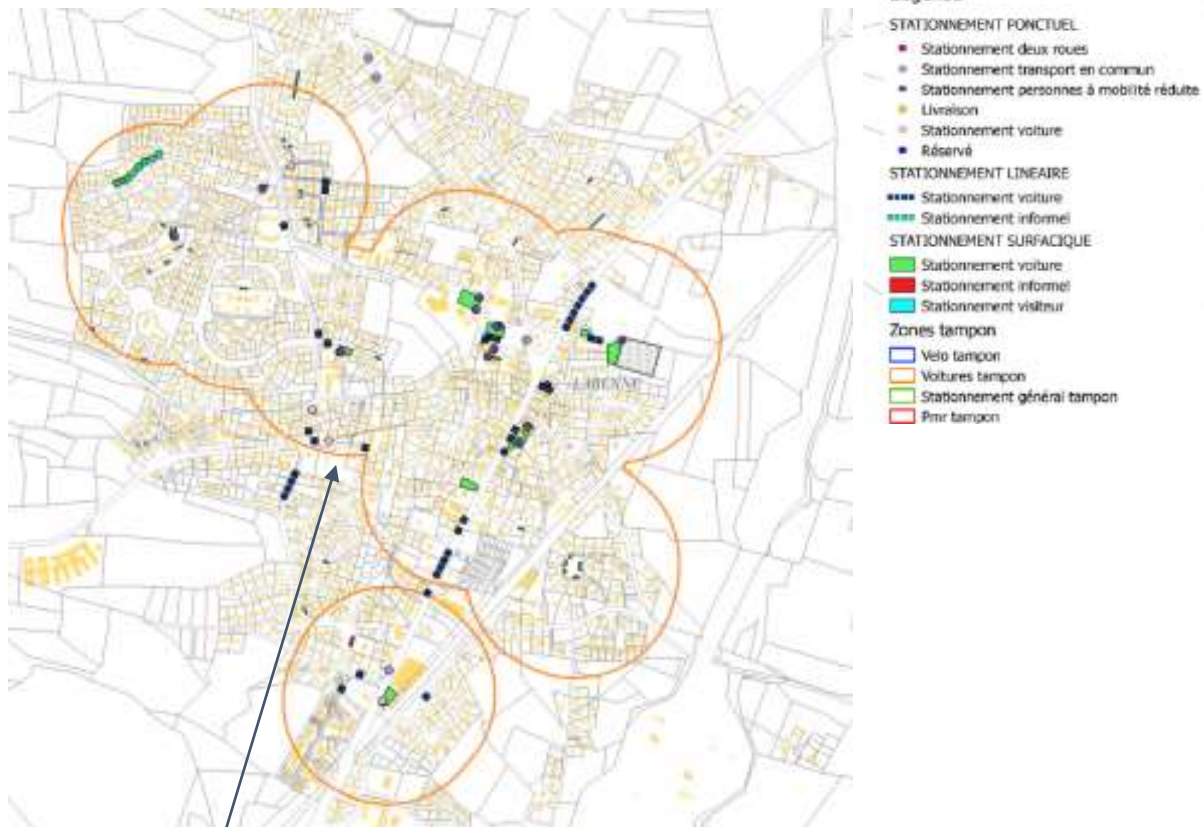 STATIONNEMENT PONCTUEL
Stationnement deux roues
Stationnement transport en commun
Stationnement personnes à mobilité réduite
Livraison
Stationnement voiture
Réservé
STATIONNEMENT LINEAIRE
Stationnement voiture
Stationnement informel
STATIONNEMENT SURFACIQUE
Stationnement voiture
Stationnement informel
Stationnement visiteur
Zones tampon
Velo tampon
Voitures tampon
Stationnement général tampon
Pmr tampon
LABENNE